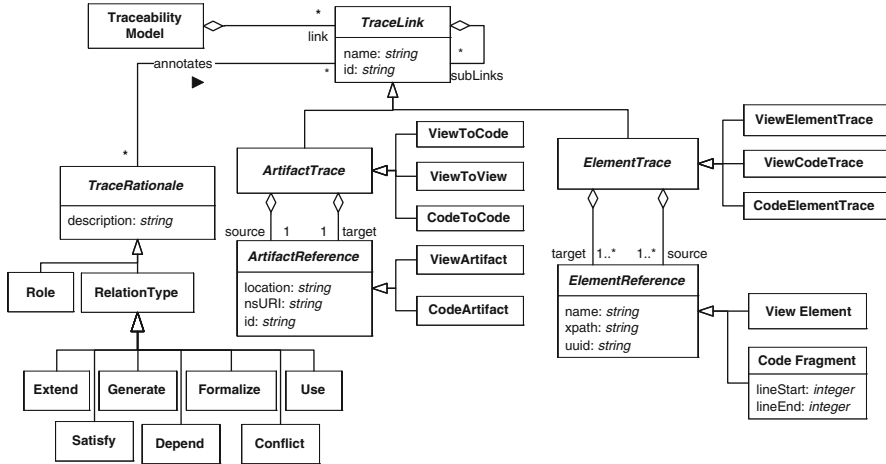 Traceability
Model
*
link
TraceLink
name: string
id: string
*
subLinks
annotates
*
*
TraceRationale
description: string
Role
RelationType
Extend
Generate
Formalize
Use
Satisfy
Depend
Conflict
ArtifactTrace
ViewToCode
ViewToView
CodeToCode
source
1
1
target
ArtifactReference
location: string
nsURI: string
id: string
ViewArtifact
CodeArtifact
ElementTrace
ViewElementTrace
ViewCodeTrace
CodeElementTrace
target
1..*
1..*
source
ElementReference
name: string
xpath: string
uuid: string
View Element
Code Fragment
lineStart: integer
lineEnd: integer